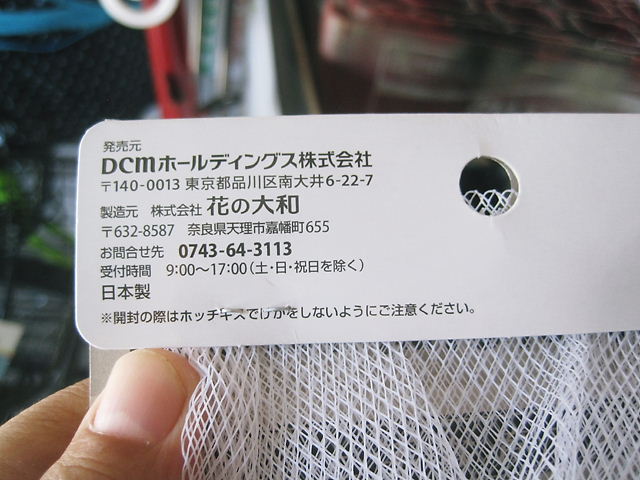 発売元
DCMホールディングス株式会社
〒140-0013 東京都品川区南大井6-22-7
製造元 株式会社 花の大和
〒632-8587 奈良県天理市嘉幡町655
お問合せ先 0743-64-3113
受付時間 9:00〜17:00(土・日・祝日を除く)
日本製
※開封の際はホッチキスでけがをしないようにご注意ください。